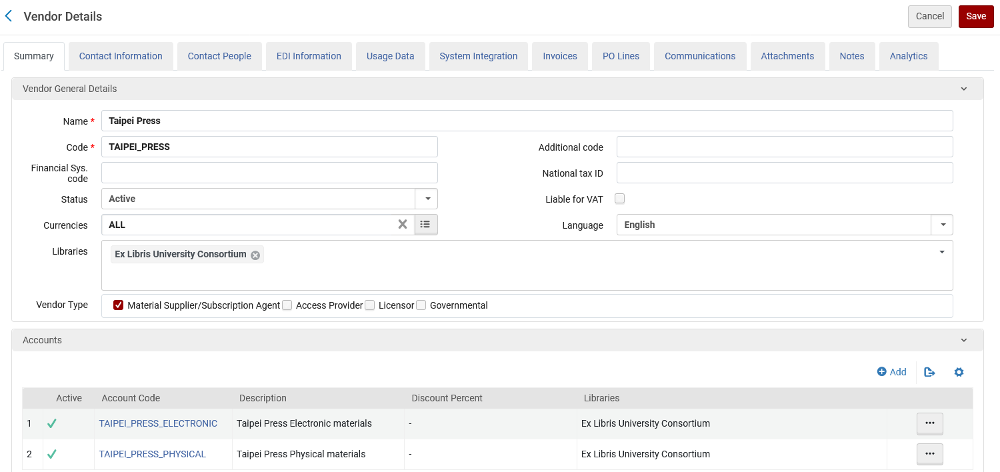 Vendor Details
Cancel
Save
Summary
Contact Information
Contact People
EDI Information
Usage Data
System Integration
Invoices
PO Lines
Communications
Attachments
Notes
Analytics
Vendor General Details
Name *
Taipei Press
Code *
TAIPEI_PRESS
Additional code
Financial Sys.
code
National tax ID
Status
Active
Liable for VAT
Currencies
ALL
Language
English
Libraries
Ex Libris University Consortium
Vendor Type
Material Supplier/Subscription Agent
Access Provider
Licensor
Governmental
Accounts
Add
Active Account Code Description Discount Percent Libraries
1 TAIPEI_PRESS_ELECTRONIC Taipei Press Electronic materials - Ex Libris University Consortium
2 TAIPEI_PRESS_PHYSICAL Taipei Press Physical materials - Ex Libris University Consortium